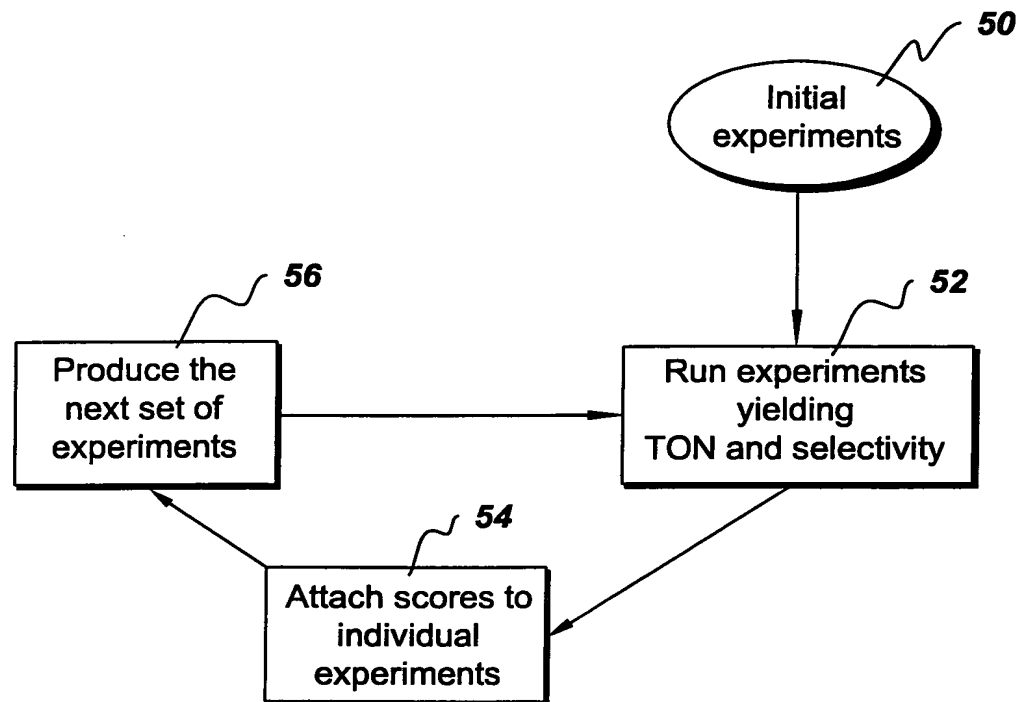 50
Initial
experiments
56
52
Produce the
next set of
experiments
Run experiments
yielding
TON and selectivity
54
Attach scores to
individual
experiments